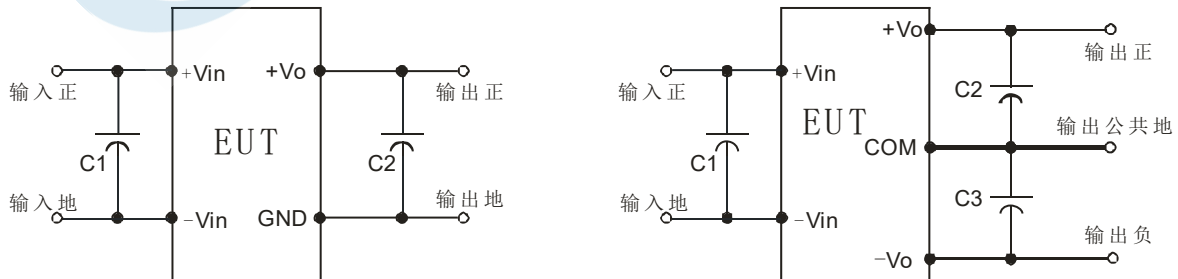 +Vin
+Vo
输入正
输出正
EUT
C1
C2
输入地
输出地
−Vin
GND
+Vo
输出正
+Vin
输入正
C2
EUT
输出公共地
COM
C1
C3
输入地
−Vin
输出负
−Vo